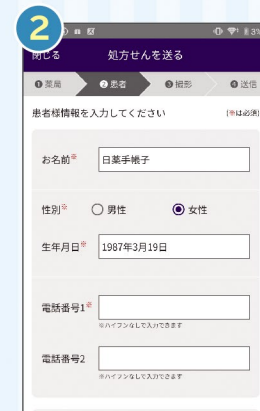 2
閉じる 処方せんを送る
❶薬局 ❷患者 ❸撮影 ❹送信
患者様情報を入力してください (※は必須)
お名前※ 日薬手帳子
性別※ 男性 女性
生年月日※ 1987年3月19日
電話番号1※
※ハイフンなしで入力できます
電話番号2
※ハイフンなしで入力できます